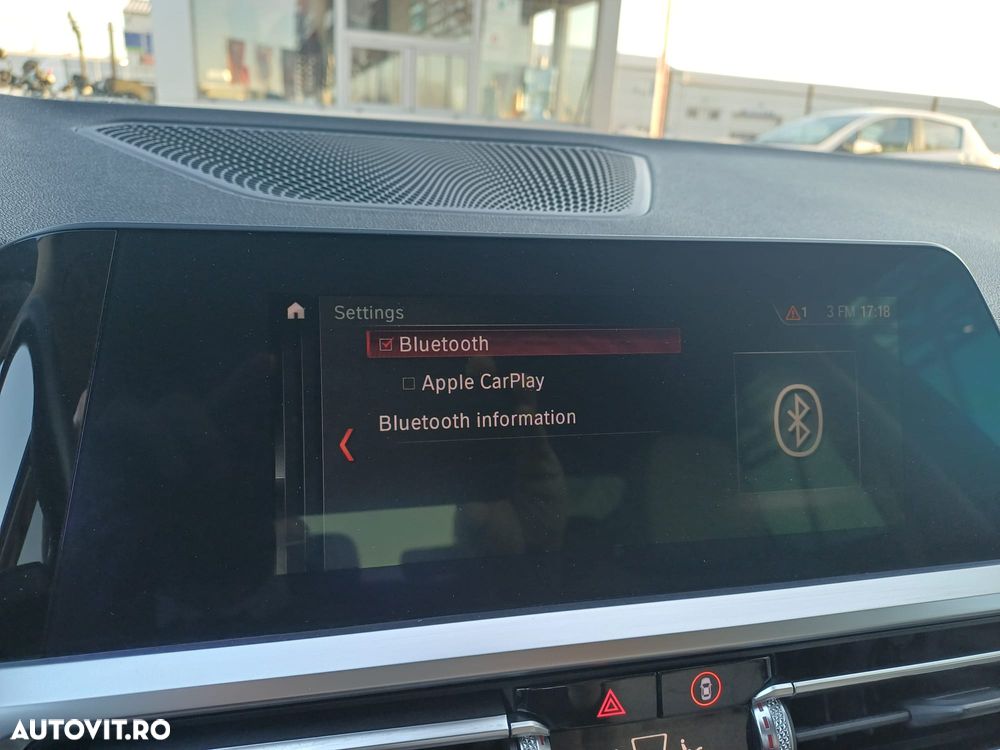 Settings
1 3 FM 17:18
Bluetooth
Apple CarPlay
Bluetooth information
AUTOVIT.RO